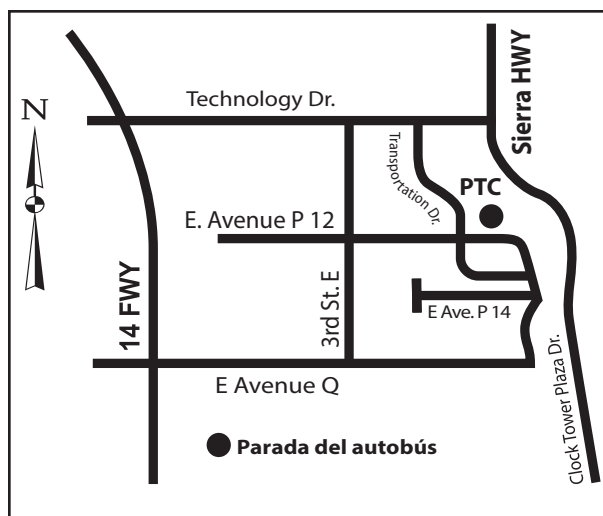 Technology Dr.
Sierra HWY
N
Transportation Dr.
PTC
E. Avenue P 12
14 FWY
3rd St. E
E Ave. P 14
E Avenue Q
Clock Tower Plaza Dr.
Parada del autobús